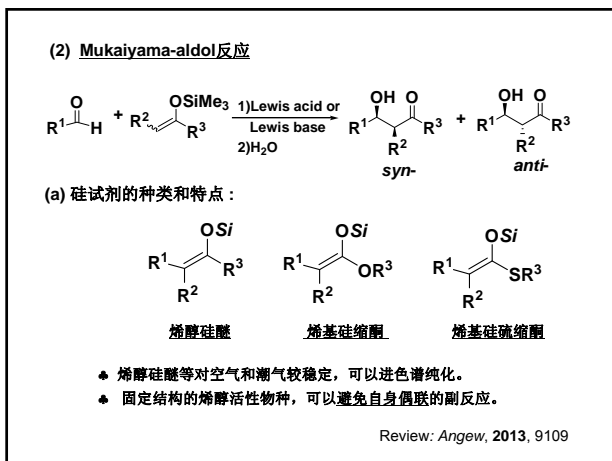 (2) Mukaiyama-aldol反应
O
R1
H
+
R2
OSiMe3
R3
1)Lewis acid or
Lewis base
2)H2O
OH O
R1
R3
R2
syn-
+
OH O
R1
R3
R2
anti-
(a) 硅试剂的种类和特点：
OSi
R1
R3
R2
烯醇硅醚
OSi
R1
OR3
R2
烯基硅缩酮
OSi
R1
SR3
R2
烯基硅硫缩酮
♣ 烯醇硅醚等对空气和潮气较稳定，可以进色谱纯化。
♣ 固定结构的烯醇活性物种，可以避免自身偶联的副反应。
Review: Angew, 2013, 9109